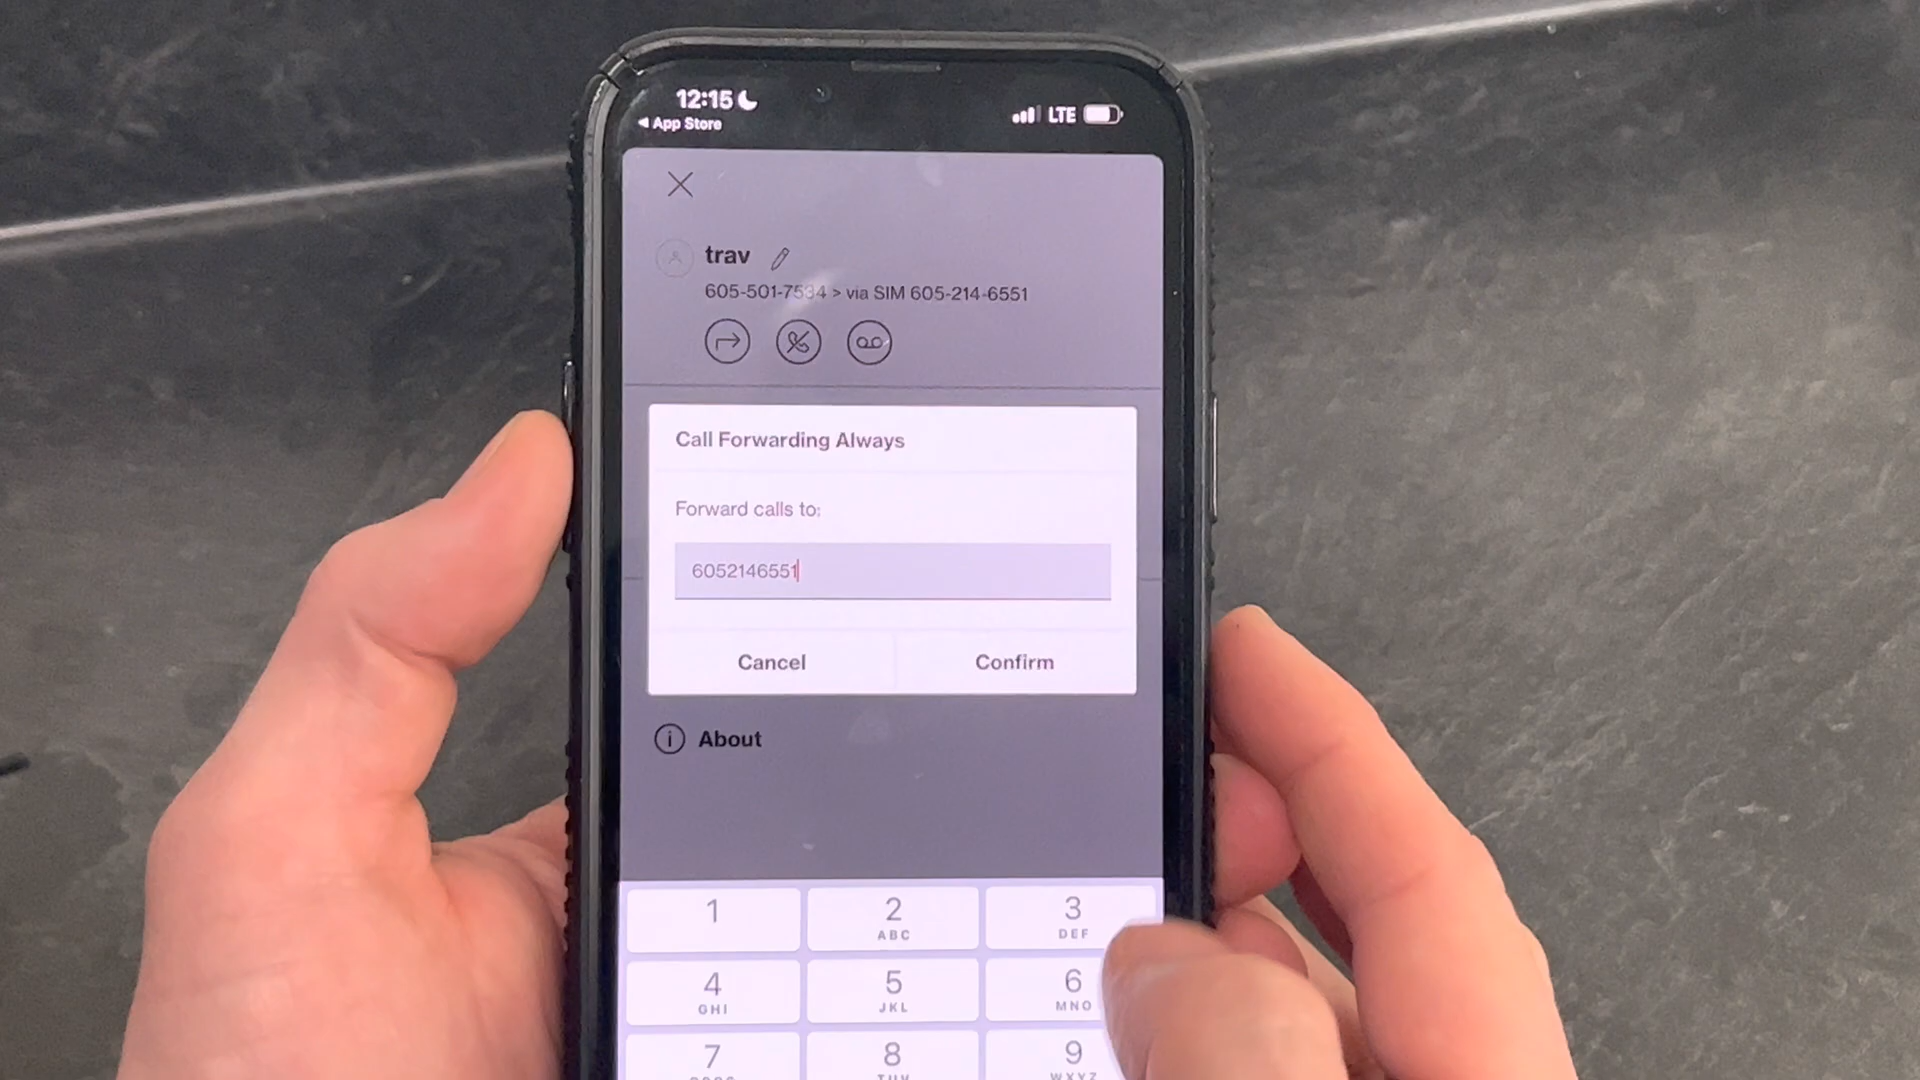 12:15
App Store
LTE
trav
605-501-7534 > via SIM 605-214-6551
Call Forwarding Always
Forward calls to:
6052146551
Cancel
Confirm
About
1
2
ABC
3
DEF
4
GHI
5
JKL
6
MNO
7
8
TUV
9
WXYZ